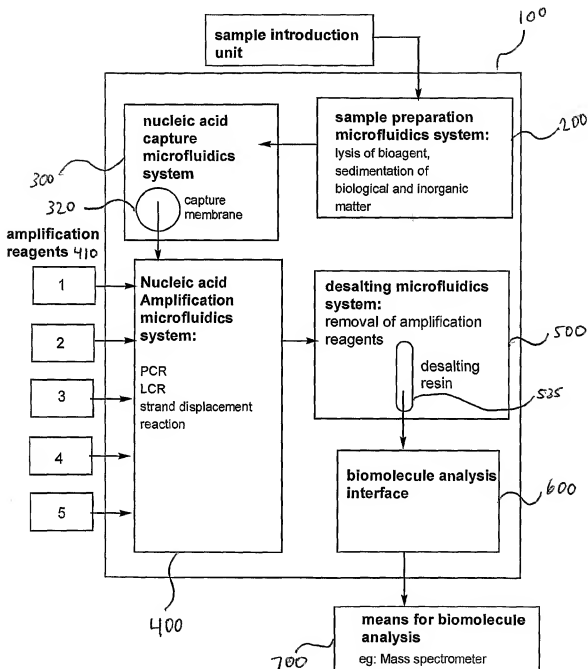 sample introduction
unit
100
nucleic acid
capture
microfluidics
system
300
320
capture
membrane
sample preparation
microfluidics system:
lysis of bioagent,
sedimentation of
biological and inorganic
matter
200
amplification
reagents 410
1
2
3
4
5
Nucleic acid
Amplification
microfluidics
system:
PCR
LCR
strand displacement
reaction
400
desalting microfluidics
system:
removal of amplification
reagents
desalting
resin
500
535
biomolecule analysis
interface
600
means for biomolecule
analysis
eg: Mass spectrometer
700